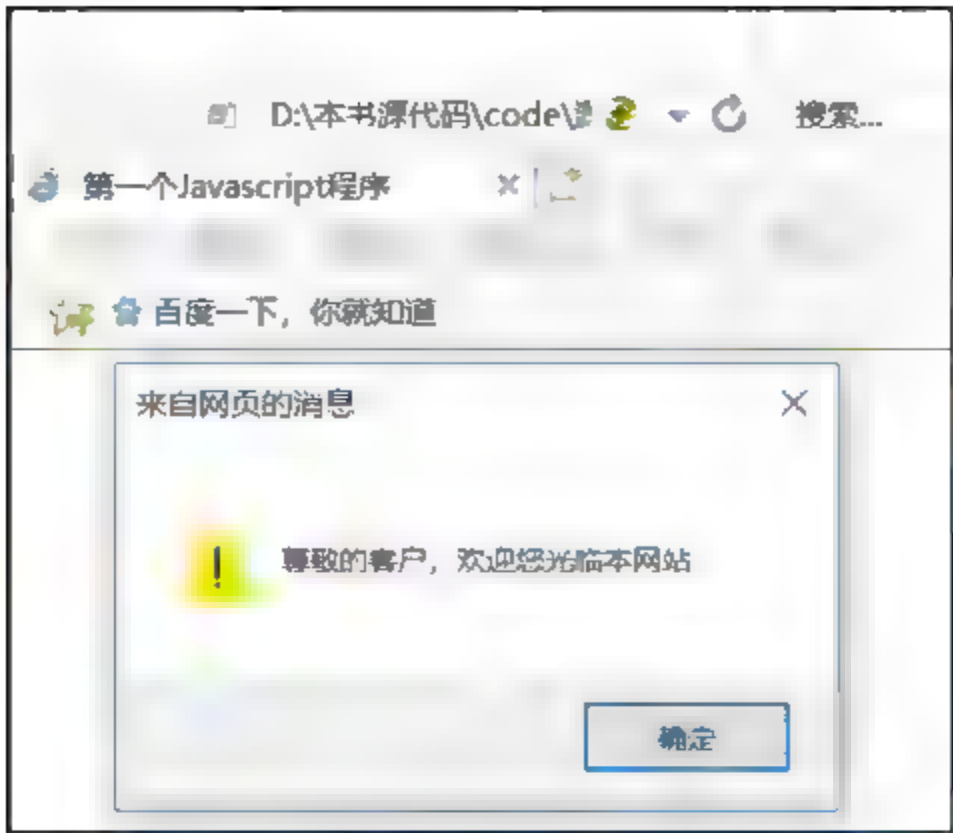 D:\本书源代码\code\ 搜索...
第一个Javascript程序
百度一下，你就知道
来自网页的消息
尊敬的客户，欢迎您光临本网站
确定